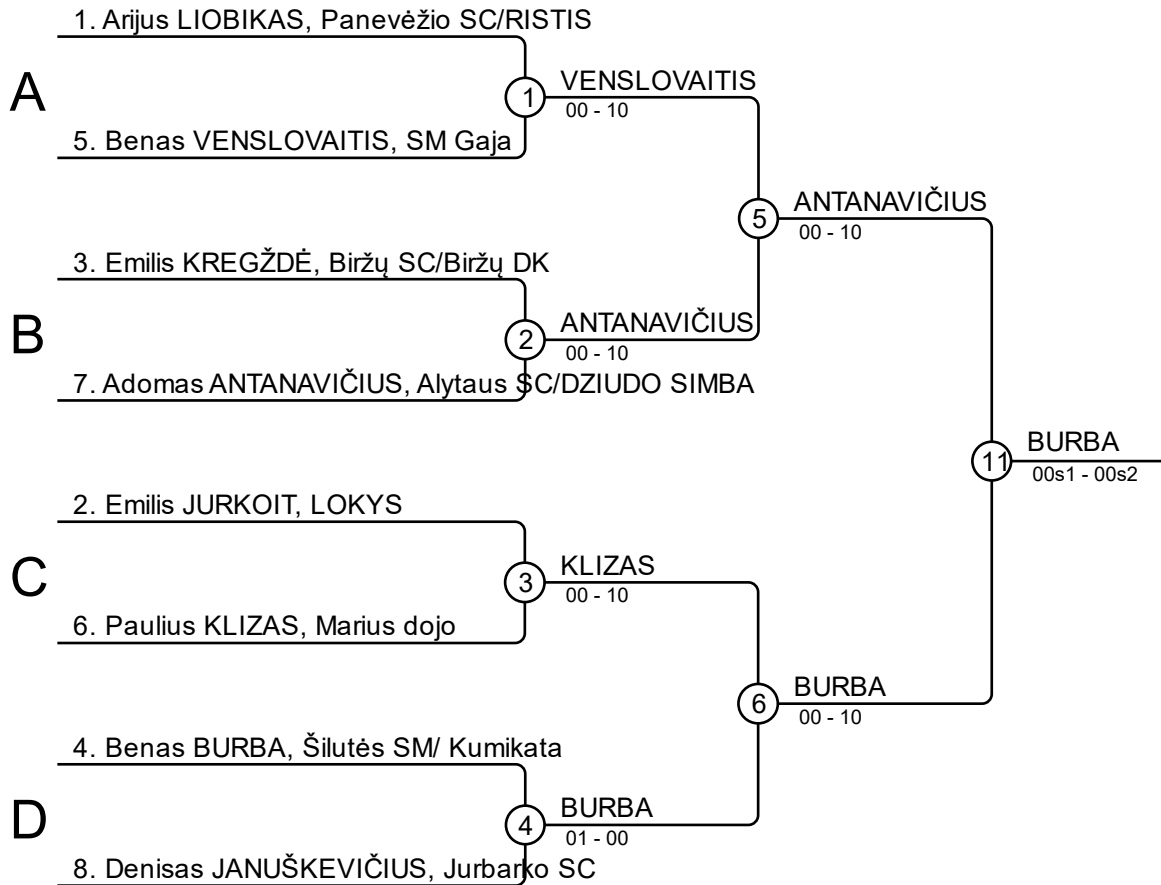 1. Arijus LIOBIKAS, Panevėžio SC/RISTIS
A
1
VENSLOVAITIS
00 - 10
5. Benas VENSLOVAITIS, SM Gaja
5
ANTANAVIČIUS
00 - 10
3. Emilis KREGŽDĖ, Biržų SC/Biržų DK
B
2
ANTANAVIČIUS
00 - 10
7. Adomas ANTANAVIČIUS, Alytaus SC/DZIUDO SIMBA
11
BURBA
00s1 - 00s2
2. Emilis JURKOIT, LOKYS
C
3
KLIZAS
00 - 10
6. Paulius KLIZAS, Marius dojo
6
BURBA
00 - 10
4. Benas BURBA, Šilutės SM/ Kumikata
D
4
BURBA
01 - 00
8. Denisas JANUŠKEVIČIUS, Jurbarko SC